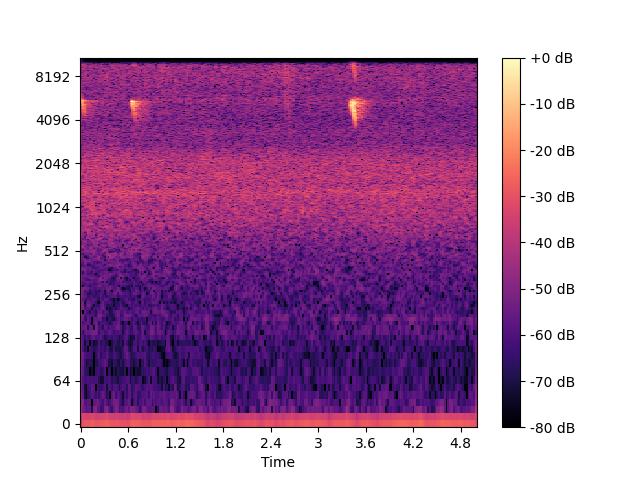 8192
4096
2048
1024
512
256
128
64
0
Hz
0 0.6 1.2 1.8 2.4 3 3.6 4.2 4.8
Time
+0 dB
-10 dB
-20 dB
-30 dB
-40 dB
-50 dB
-60 dB
-70 dB
-80 dB